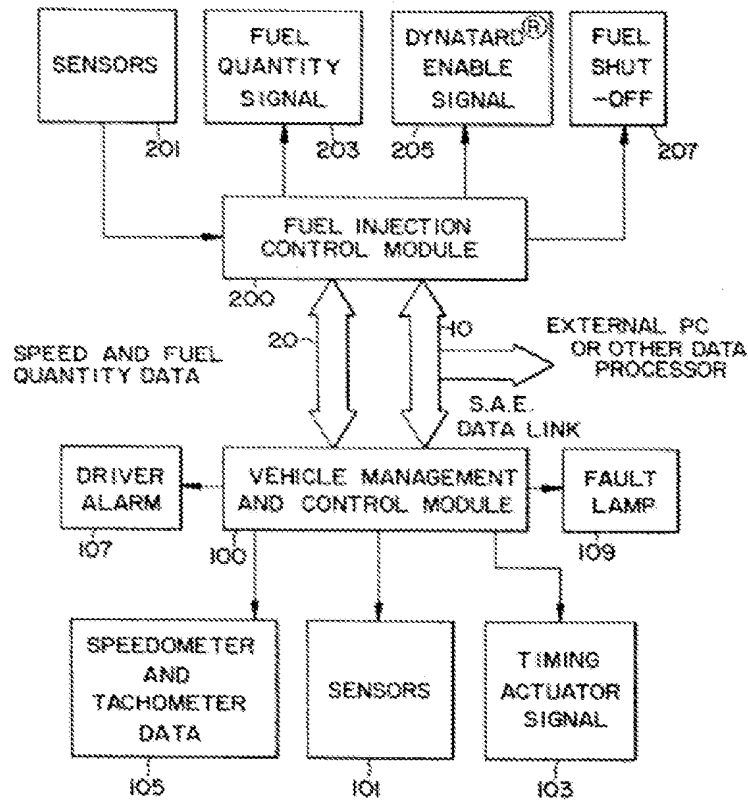 SENSORS
201
FUEL
QUANTITY
SIGNAL
203
DYNATARD®
ENABLE
SIGNAL
205
FUEL
SHUT
-OFF
207
FUEL INJECTION
CONTROL MODULE
200
SPEED AND FUEL
QUANTITY DATA
20
10
EXTERNAL PC
OR OTHER DATA
PROCESSOR
S.A.E.
DATA LINK
DRIVER
ALARM
107
VEHICLE MANAGEMENT
AND CONTROL MODULE
100
FAULT
LAMP
109
SPEEDOMETER
AND
TACHOMETER
DATA
105
SENSORS
101
TIMING
ACTUATOR
SIGNAL
103